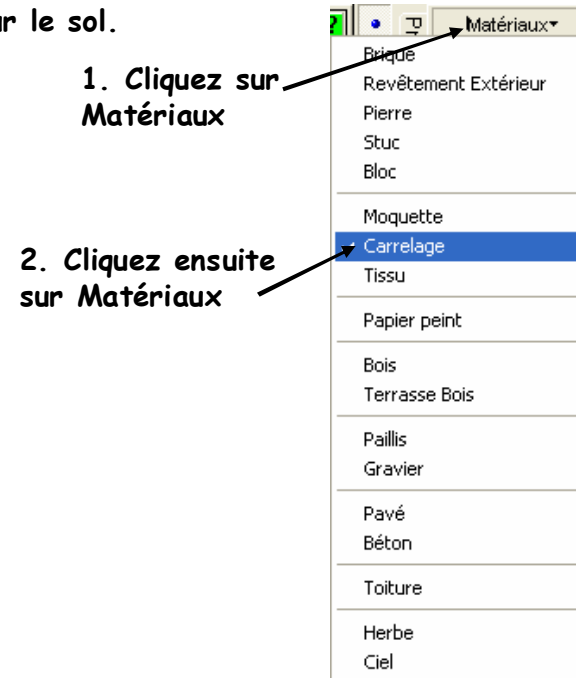 ur le sol.
Matériaux
1. Cliquez sur
Matériaux
2. Cliquez ensuite
sur Matériaux
Brique
Revêtement Extérieur
Pierre
Stuc
Bloc
Moquette
Carrelage
Tissu
Papier peint
Bois
Terrasse Bois
Paillis
Gravier
Pavé
Béton
Toiture
Herbe
Ciel